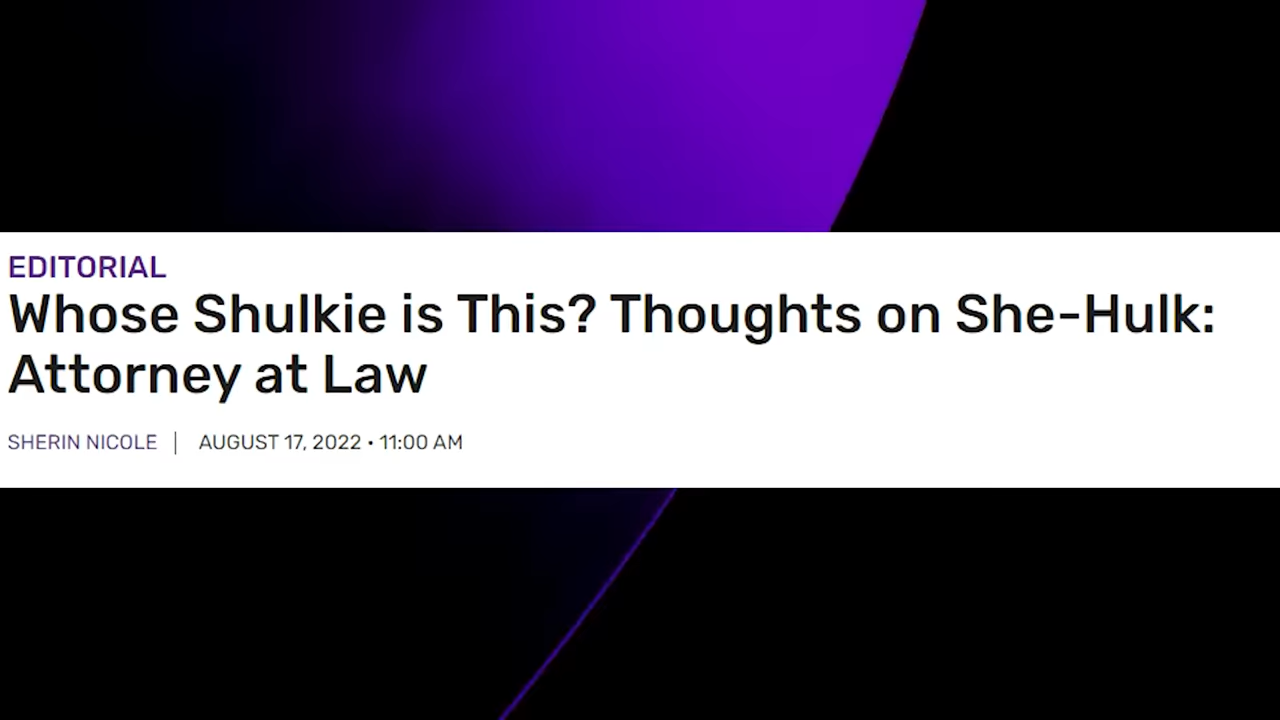 EDITORIAL
Whose Shulkie is This? Thoughts on She-Hulk:
Attorney at Law
SHERIN NICOLE | AUGUST 17, 2022 • 11:00 AM